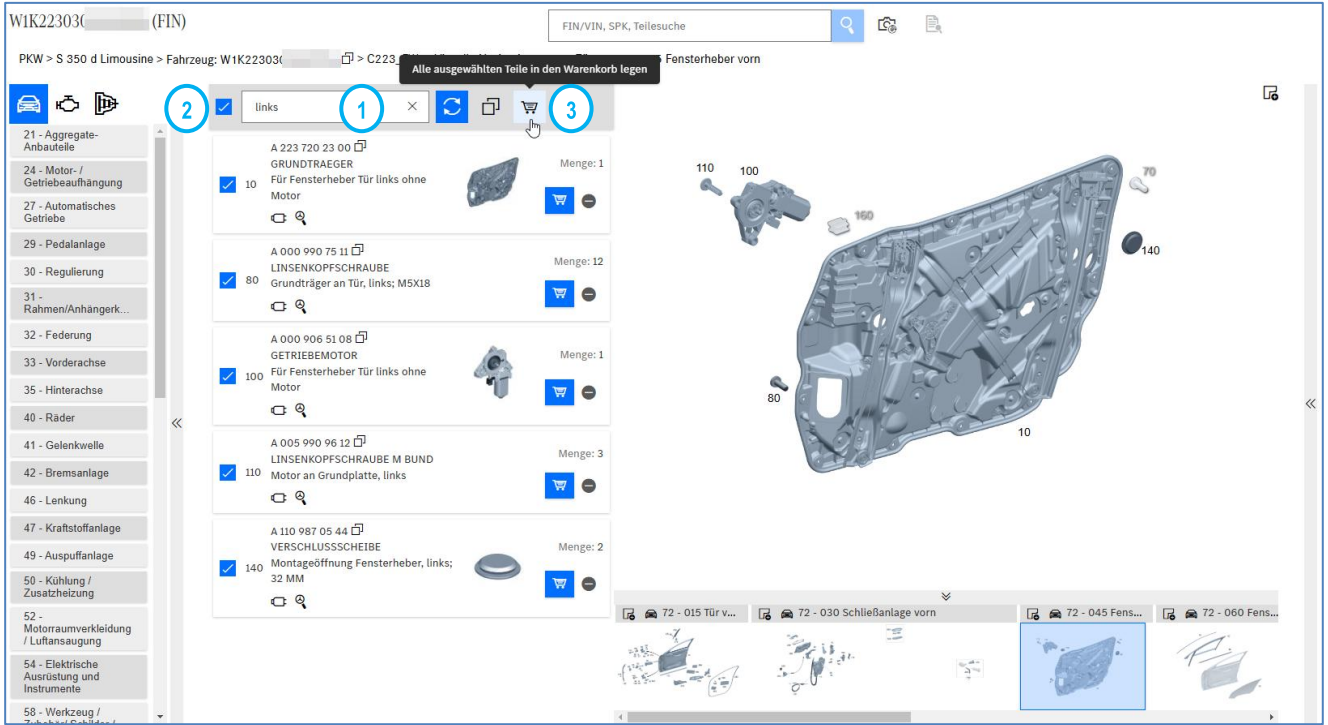 W1K22303( (FIN)
FIN/VIN, SPK, Teilesuche
PKW > S 350 d Limousine > Fahrzeug: W1K22303( > C223_ Fensterheber vorn
Alle ausgewählten Teile in den Warenkorb legen
2
links
1
3
21 - Aggregate-
Anbauteile
24 - Motor- /
Getriebeaufhängung
27 - Automatisches
Getriebe
29 - Pedalanlage
30 - Regulierung
31 -
Rahmen/Anhängerk...
32 - Federung
33 - Vorderachse
35 - Hinterachse
40 - Räder
41 - Gelenkwelle
42 - Bremsanlage
46 - Lenkung
47 - Kraftstoffanlage
49 - Auspuffanlage
50 - Kühlung /
Zusatzheizung
52 -
Motorraumverkleidung
/ Luftansaugung
54 - Elektrische
Ausrüstung und
Instrumente
58 - Werkzeug /
A 223 720 23 00
GRUNDTRAEGER
Menge: 1
10
Für Fensterheber Tür links ohne
Motor
A 000 990 75 11
LINSENKOPFSCHRAUBE
Menge: 12
80
Grundträger an Tür, links; M5X18
A 000 906 51 08
GETRIEBEMOTOR
Menge: 1
100
Für Fensterheber Tür links ohne
Motor
A 005 990 96 12
LINSENKOPFSCHRAUBE M BUND
Menge: 3
110
Motor an Grundplatte, links
A 110 987 05 44
VERSCHLUSSSCHEIBE
Menge: 2
140
Montageöffnung Fensterheber, links;
32 MM
110
100
70
160
140
80
10
72 - 015 Tür v...
72 - 030 Schließanlage vorn
72 - 045 Fens...
72 - 060 Fens...